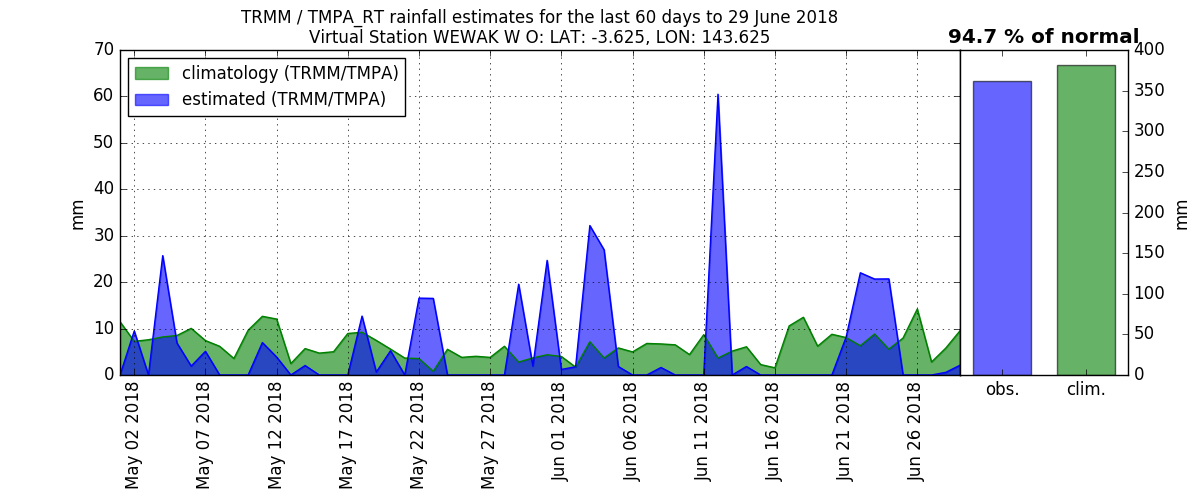 TRMM / TMPA_RT rainfall estimates for the last 60 days to 29 June 2018
Virtual Station WEWAK W O: LAT: -3.625, LON: 143.625
94.7 % of normal
climatology (TRMM/TMPA)
estimated (TRMM/TMPA)
70
60
50
40
30
20
10
0
mm
May 02 2018
May 07 2018
May 12 2018
May 17 2018
May 22 2018
May 27 2018
Jun 01 2018
Jun 06 2018
Jun 11 2018
Jun 16 2018
Jun 21 2018
Jun 26 2018
obs.
clim.
400
350
300
250
200
150
100
50
0
mm